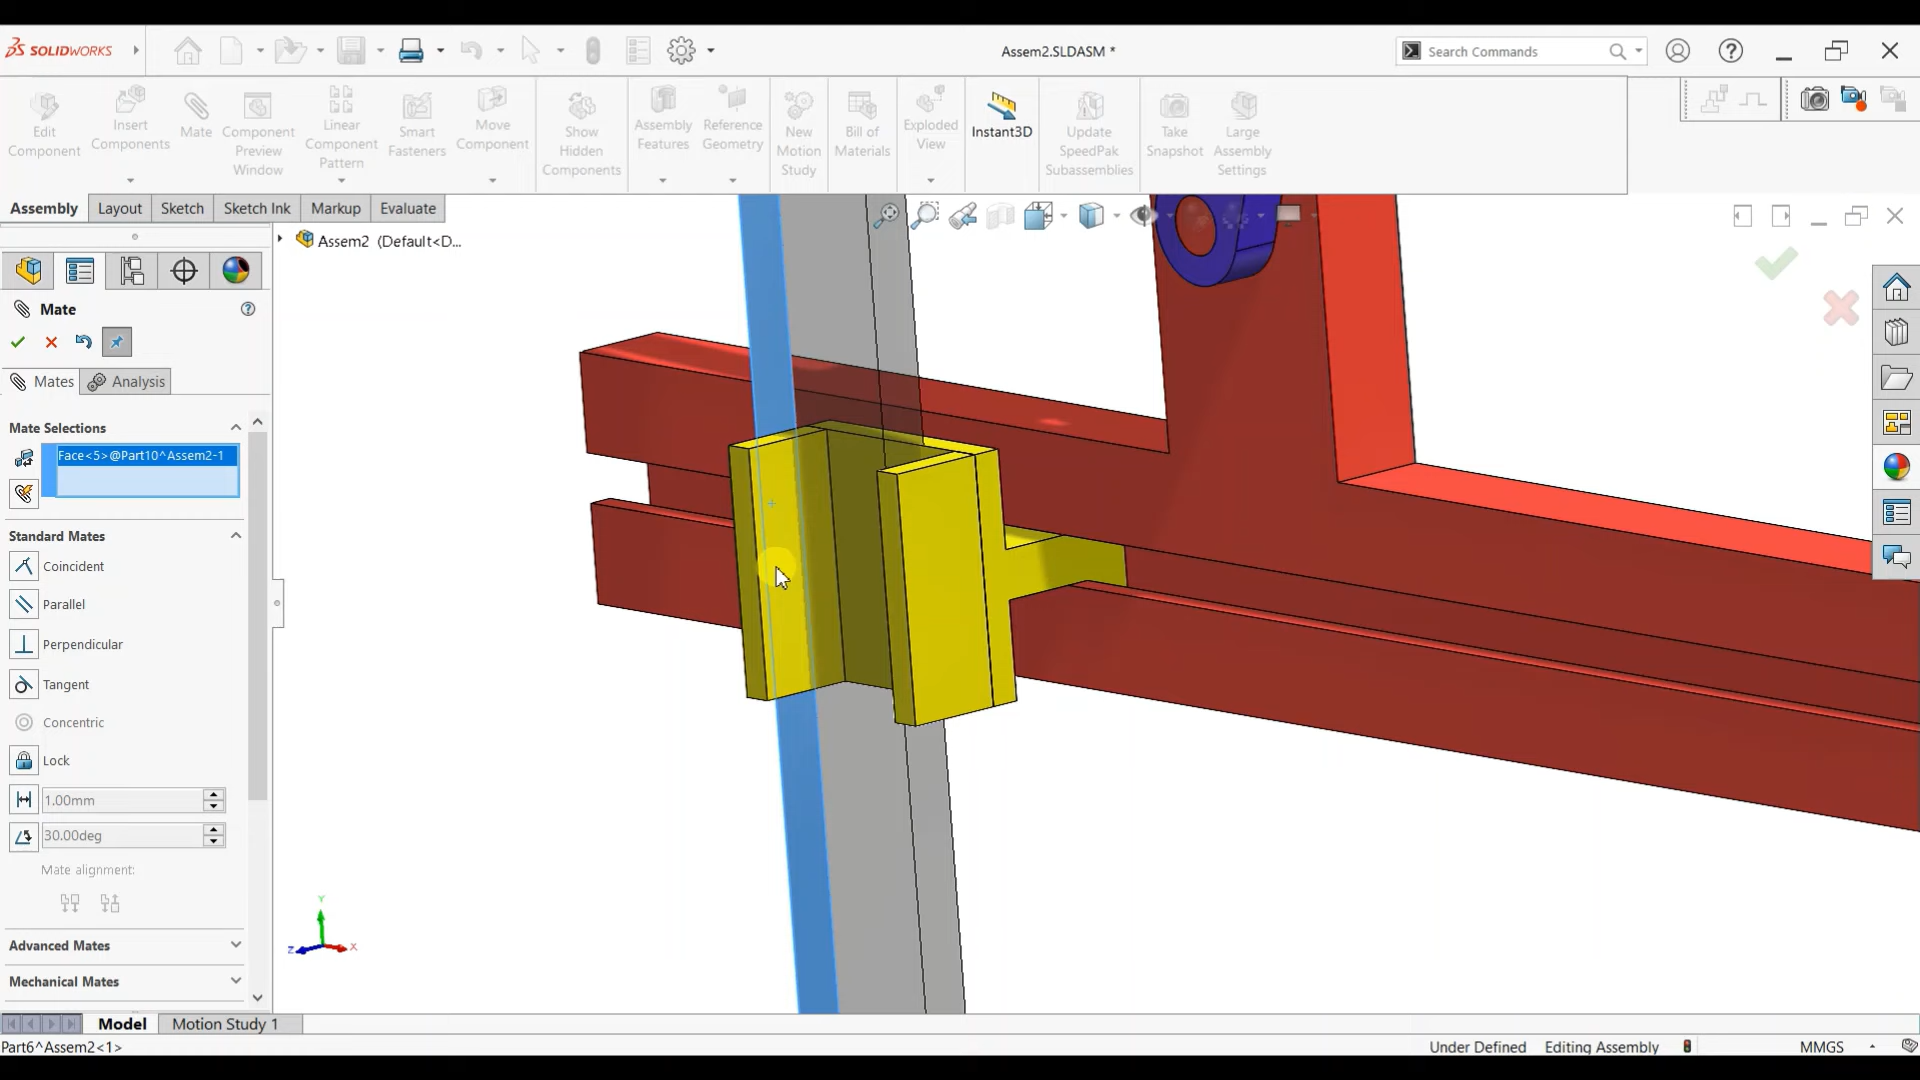 SOLIDWORKS
Assem2.SLDASM *
Search Commands
Edit Component
Insert Components
Mate
Component Preview Window
Linear Component Pattern
Smart Fasteners
Move Component
Show Hidden Components
Assembly Features
Reference Geometry
New Motion Study
Bill of Materials
Exploded View
Instant3D
Update SpeedPak Subassemblies
Take Snapshot
Large Assembly Settings
Assembly
Layout
Sketch
Sketch Ink
Markup
Evaluate
Assem2 (Default<D...
Mate
Mates
Analysis
Mate Selections
Face<5>@Part10^Assem2-1
Standard Mates
Coincident
Parallel
Perpendicular
Tangent
Concentric
Lock
1.00mm
30.00deg
Mate alignment:
Advanced Mates
Mechanical Mates
Y
Z
X
Model
Motion Study 1
Part6^Assem2<1>
Under Defined
Editing Assembly
MMGS